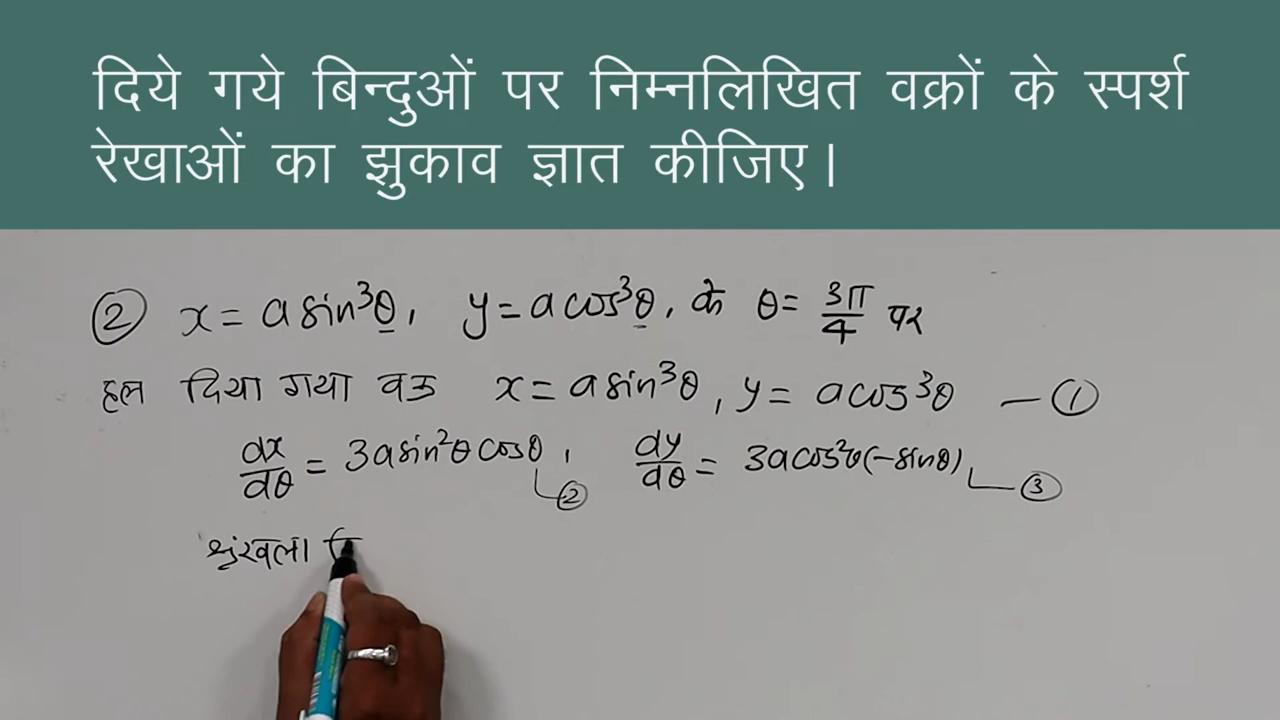 दिये गये बिन्दुओं पर निम्नलिखित वक्रों के स्पर्श
रेखाओं का झुकाव ज्ञात कीजिए।
② x = a sin³θ, y = a cos³θ, के θ = 3π/4 पर
हल दिया गया वक्र x = a sin³θ, y = a cos³θ — ①
dx/dθ = 3a sin²θ cosθ, ② dy/dθ = 3a cos²θ(-sinθ) ③
श्रृंखला